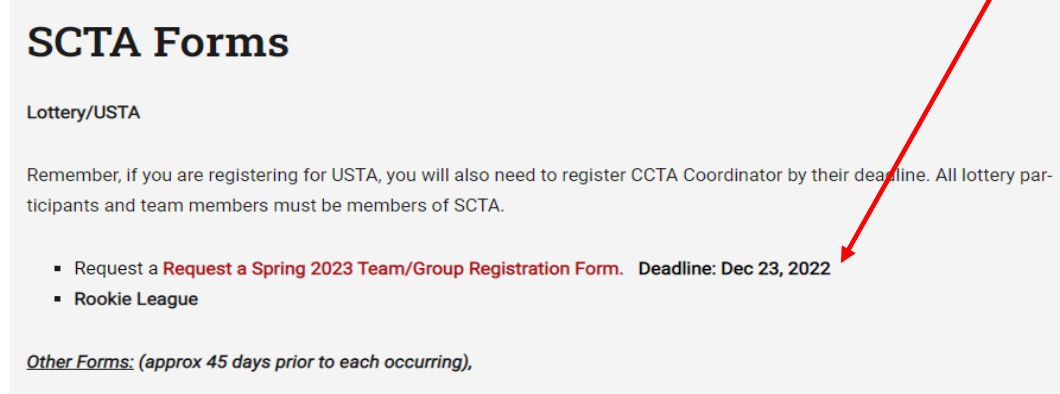 SCTA Forms
Lottery/USTA
Remember, if you are registering for USTA, you will also need to register CCTA Coordinator by their deadline. All lottery par-
ticipants and team members must be members of SCTA.
▪ Request a Request a Spring 2023 Team/Group Registration Form. Deadline: Dec 23, 2022
▪ Rookie League
Other Forms: (approx 45 days prior to each occurring),